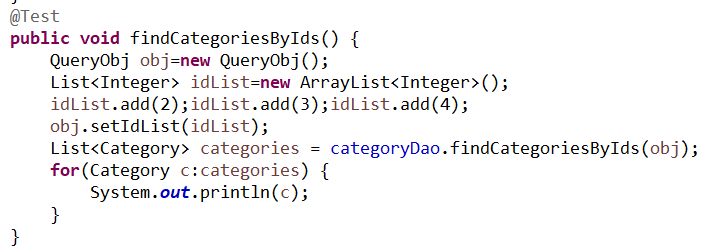 @Test
public void findCategoriesByIds() {
    QueryObj obj=new QueryObj();
    List<Integer> idList=new ArrayList<Integer>();
    idList.add(2);idList.add(3);idList.add(4);
    obj.setIdList(idList);
    List<Category> categories = categoryDao.findCategoriesByIds(obj);
    for(Category c:categories) {
        System.out.println(c);
    }
}